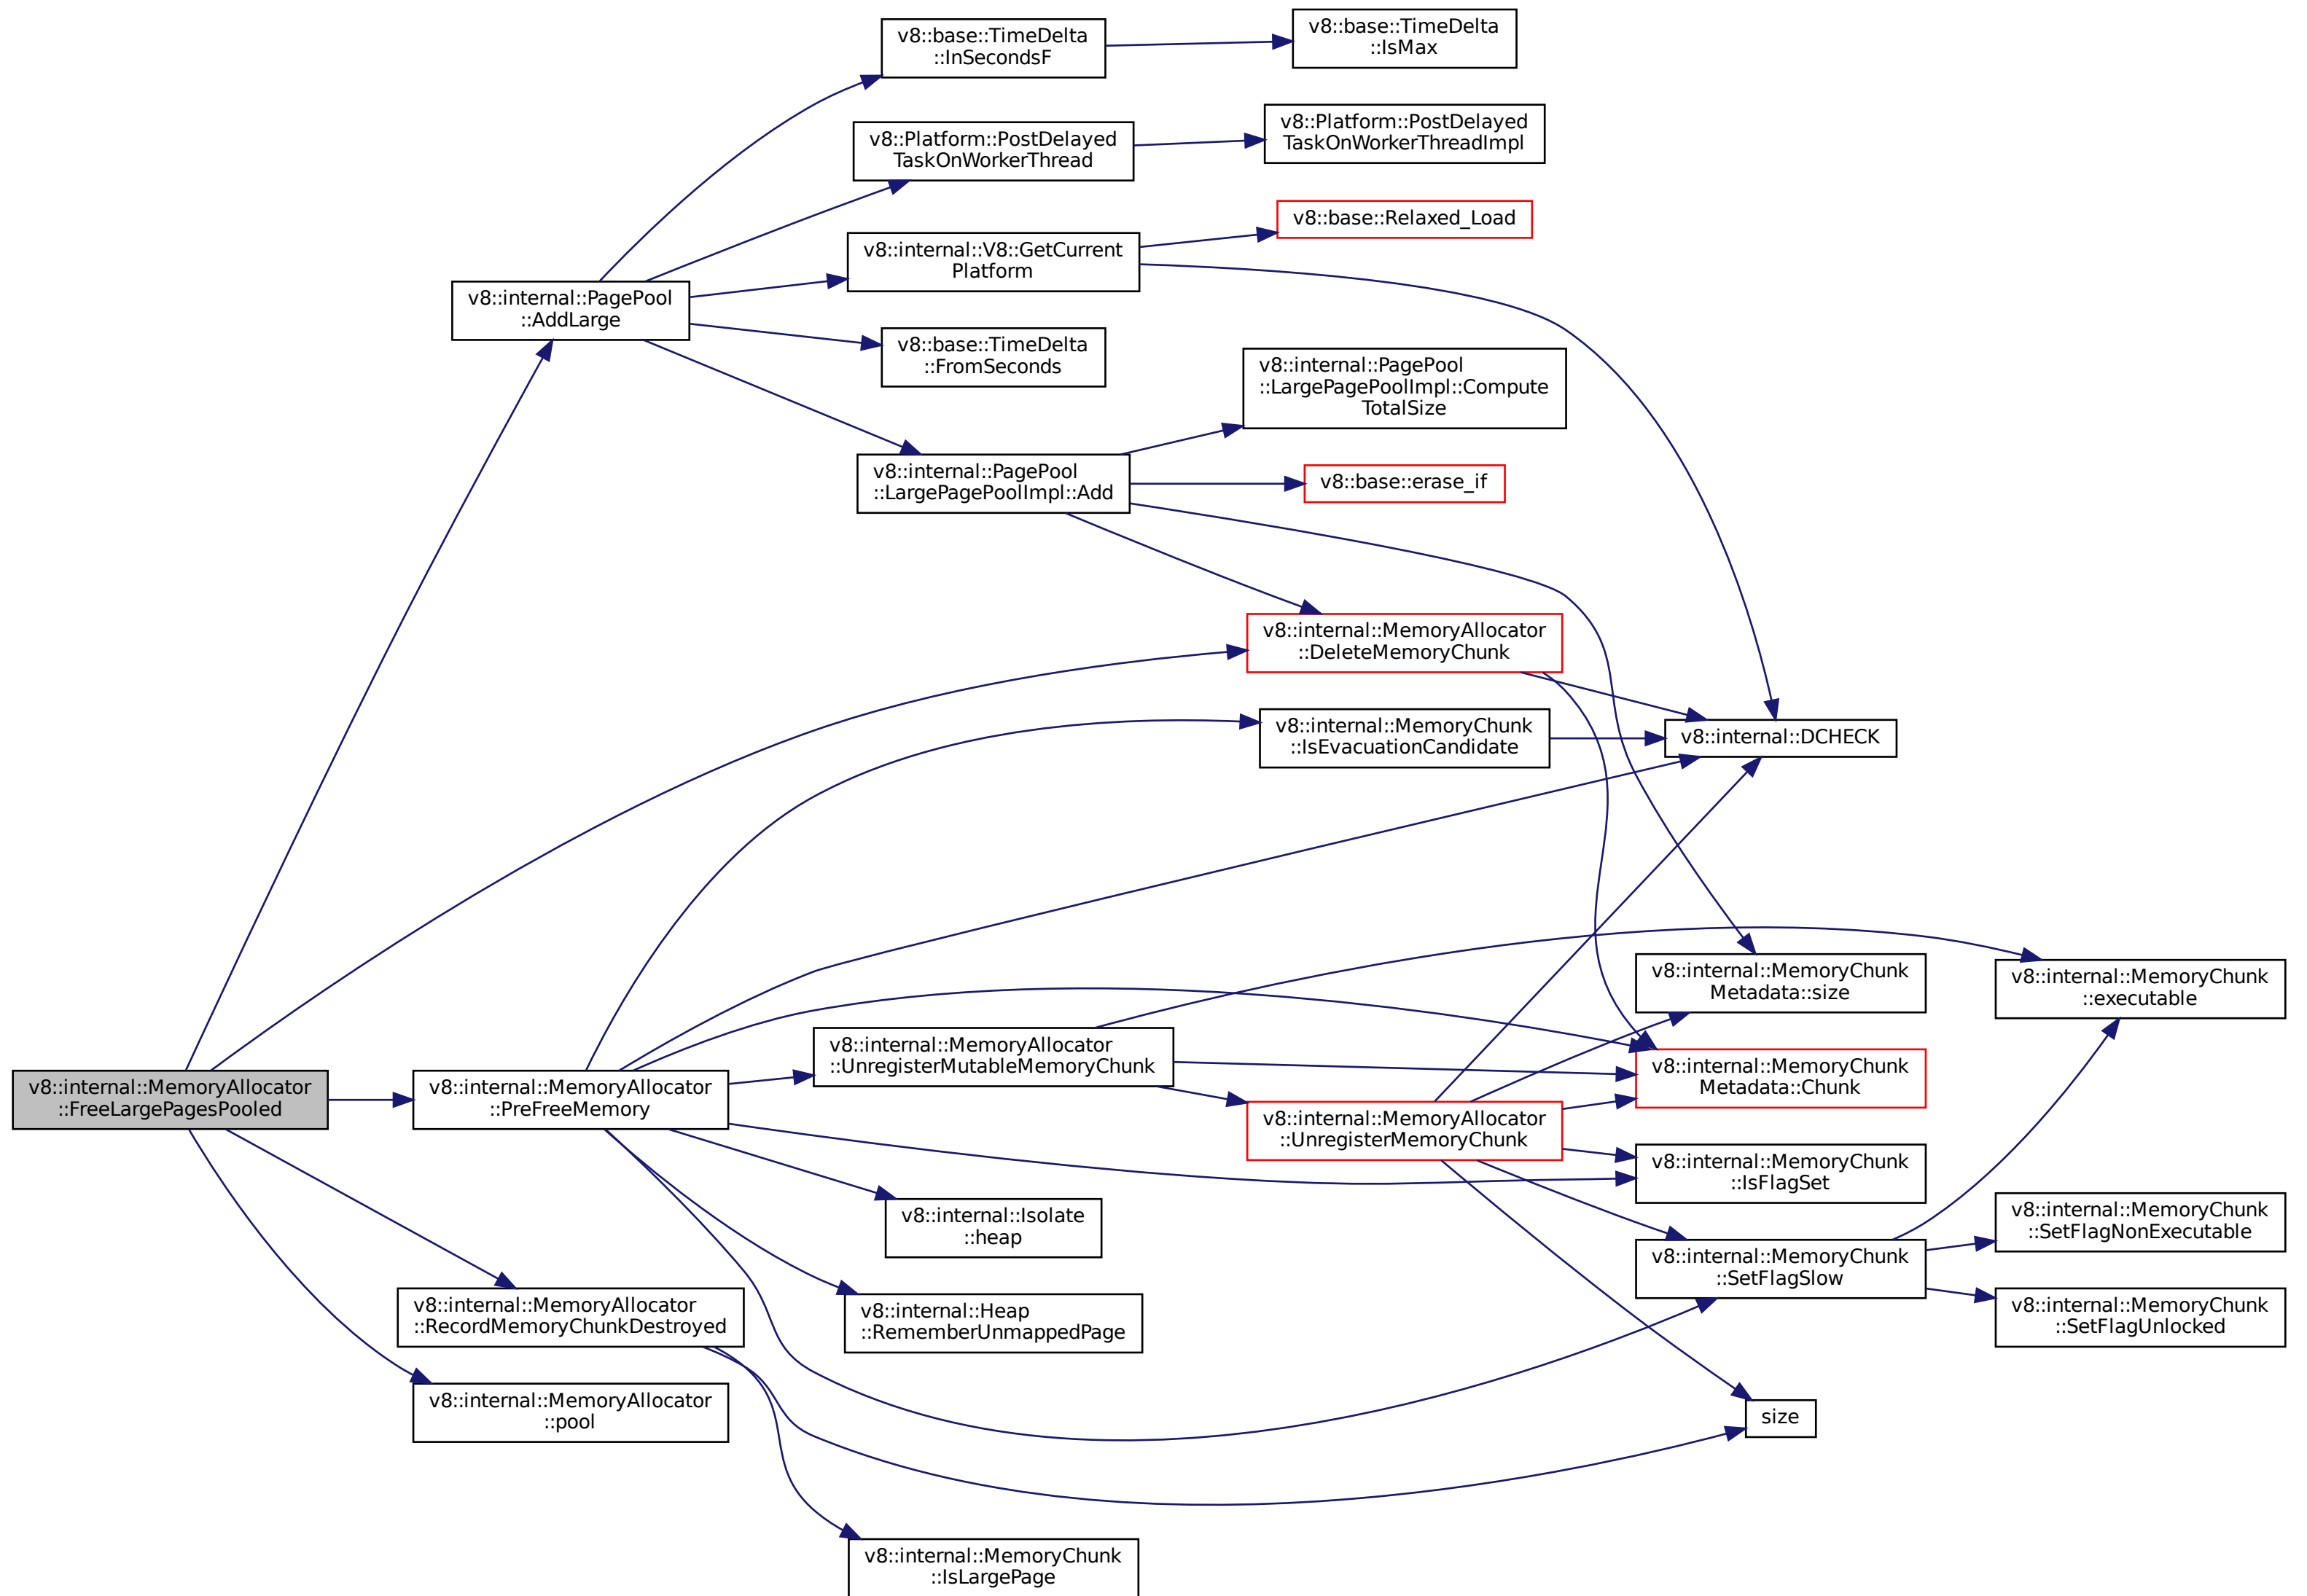 v8::base::TimeDelta
::IsMax
v8::base::TimeDelta
::InSecondsF
v8::Platform::PostDelayed
TaskOnWorkerThreadImpl
v8::Platform::PostDelayed
TaskOnWorkerThread
v8::base::Relaxed_Load
v8::internal::V8::GetCurrent
Platform
v8::internal::PagePool
::AddLarge
v8::base::TimeDelta
::FromSeconds
v8::internal::PagePool
::LargePagePoolImpl::Compute
TotalSize
v8::internal::PagePool
::LargePagePoolImpl::Add
v8::base::erase_if
v8::internal::MemoryAllocator
::DeleteMemoryChunk
v8::internal::MemoryChunk
::IsEvacuationCandidate
v8::internal::DCHECK
v8::internal::MemoryChunk
Metadata::size
v8::internal::MemoryChunk
::executable
v8::internal::MemoryAllocator
::UnregisterMutableMemoryChunk
v8::internal::MemoryChunk
Metadata::Chunk
v8::internal::MemoryAllocator
::FreeLargePagesPooled
v8::internal::MemoryAllocator
::PreFreeMemory
v8::internal::MemoryAllocator
::UnregisterMemoryChunk
v8::internal::MemoryChunk
::IsFlagSet
v8::internal::Isolate
::heap
v8::internal::MemoryChunk
::SetFlagNonExecutable
v8::internal::MemoryChunk
::SetFlagSlow
v8::internal::MemoryAllocator
::RecordMemoryChunkDestroyed
v8::internal::Heap
::RememberUnmappedPage
v8::internal::MemoryChunk
::SetFlagUnlocked
v8::internal::MemoryAllocator
::pool
size
v8::internal::MemoryChunk
::IsLargePage